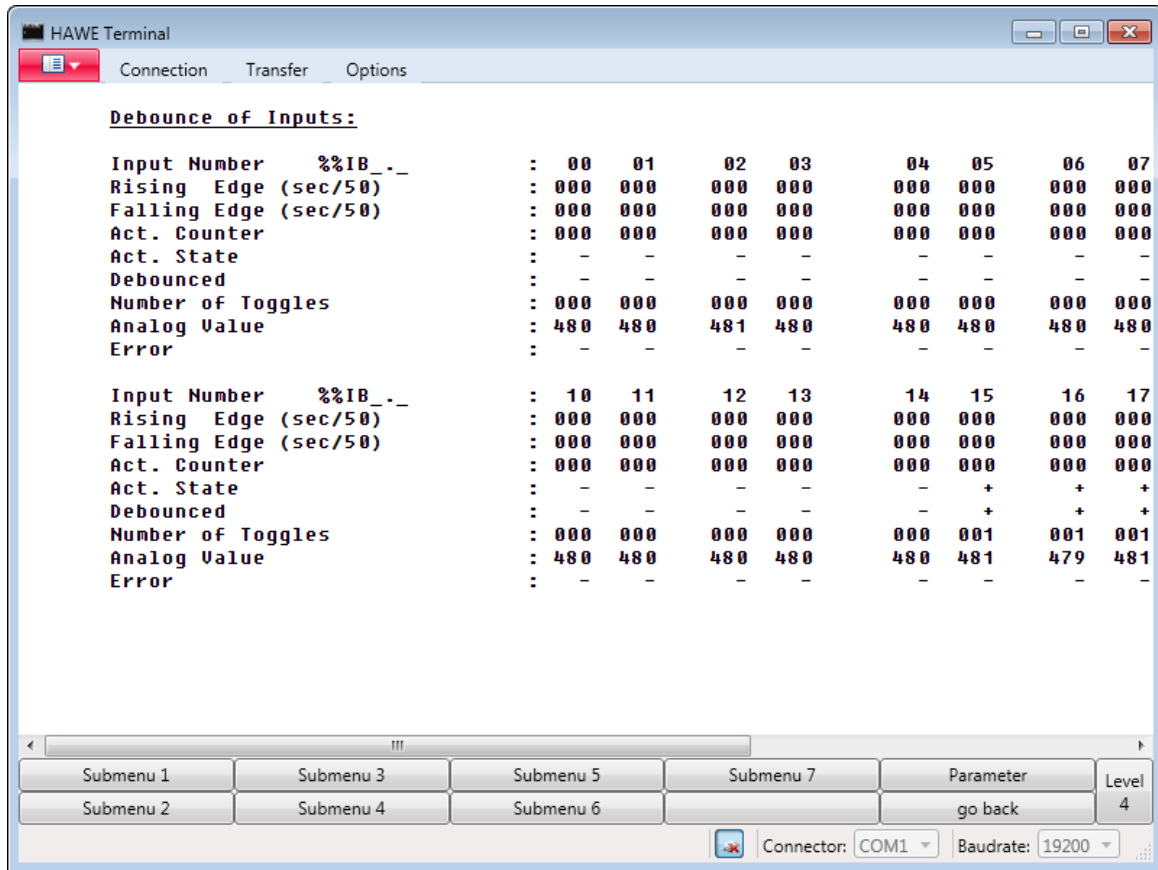 HAWE Terminal
Connection Transfer Options
Debounce of Inputs:
Input Number %%IB_._ : 00 01 02 03 04 05 06 07
Rising Edge (sec/50) : 000 000 000 000 000 000 000 000
Falling Edge (sec/50) : 000 000 000 000 000 000 000 000
Act. Counter : 000 000 000 000 000 000 000 000
Act. State : - - - - - - - -
Debounced : - - - - - - - -
Number of Toggles : 000 000 000 000 000 000 000 000
Analog Value : 480 480 481 480 480 480 480 480
Error : - - - - - - - -
Input Number %%IB_._ : 10 11 12 13 14 15 16 17
Rising Edge (sec/50) : 000 000 000 000 000 000 000 000
Falling Edge (sec/50) : 000 000 000 000 000 000 000 000
Act. Counter : 000 000 000 000 000 000 000 000
Act. State : - - - - - + + +
Debounced : - - - - - + + +
Number of Toggles : 000 000 000 000 000 001 001 001
Analog Value : 480 480 480 480 480 481 479 481
Error : - - - - - - - -
Submenu 1 Submenu 3 Submenu 5 Submenu 7 Parameter Level
Submenu 2 Submenu 4 Submenu 6 go back 4
Connector: COM1 Baudrate: 19200